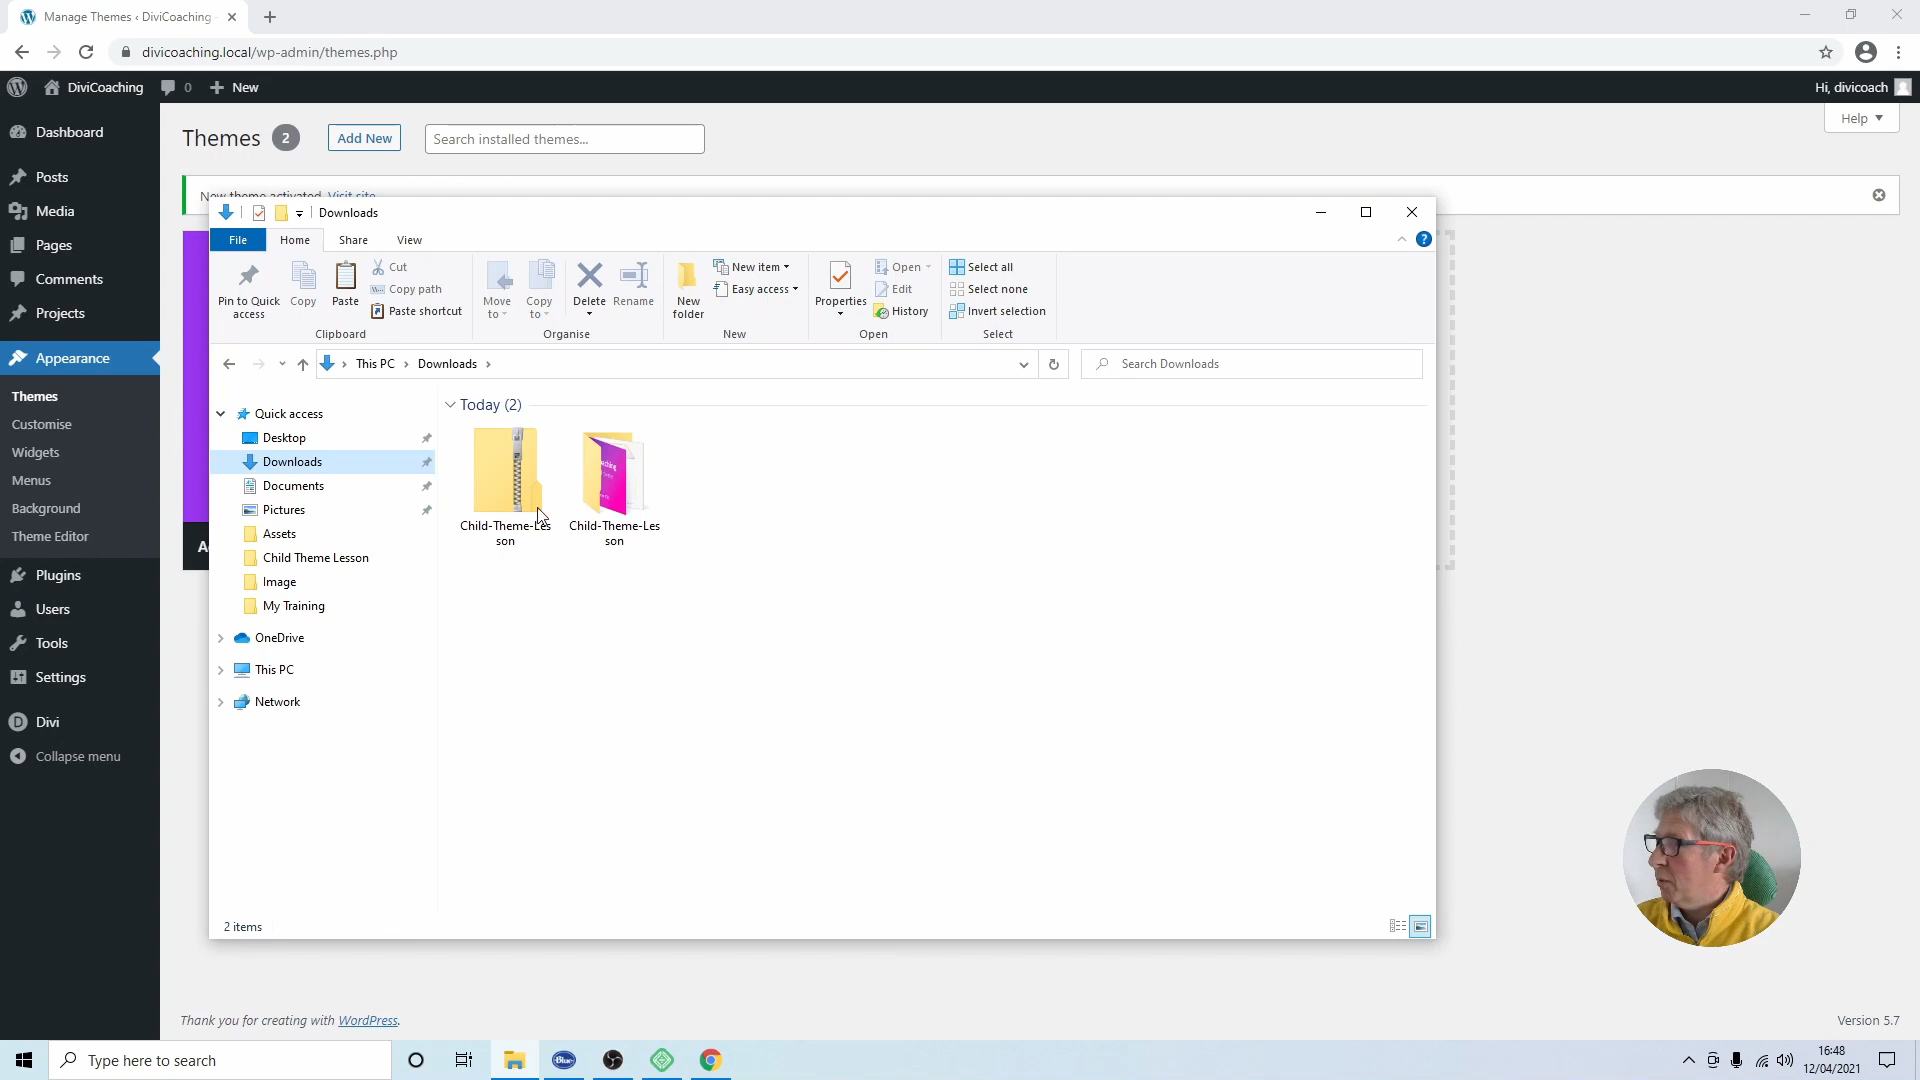 Manage Themes ‹ DiviCoaching
divicoaching.local/wp-admin/themes.php
DiviCoaching
0
New
Hi, divicoach
Help
Dashboard
Posts
Media
Pages
Comments
Projects
Appearance
Themes
Customise
Widgets
Menus
Background
Theme Editor
Plugins
Users
Tools
Settings
Divi
Collapse menu
Themes 2
Add New
Search installed themes...
New theme activated. Visit site
Downloads
File
Home
Share
View
Pin to Quick access
Copy
Paste
Cut
Copy path
Paste shortcut
Clipboard
Move to
Copy to
Delete
Rename
Organise
New folder
New item
Easy access
New
Properties
Open
Edit
History
Open
Select all
Select none
Invert selection
Select
This PC
Downloads
Search Downloads
Quick access
Desktop
Downloads
Documents
Pictures
Assets
Child Theme Lesson
Image
My Training
OneDrive
This PC
Network
Today (2)
Child-Theme-Les
son
Child-Theme-Les
son
2 items
Thank you for creating with WordPress.
Version 5.7
Type here to search
Blue
16:48
12/04/2021